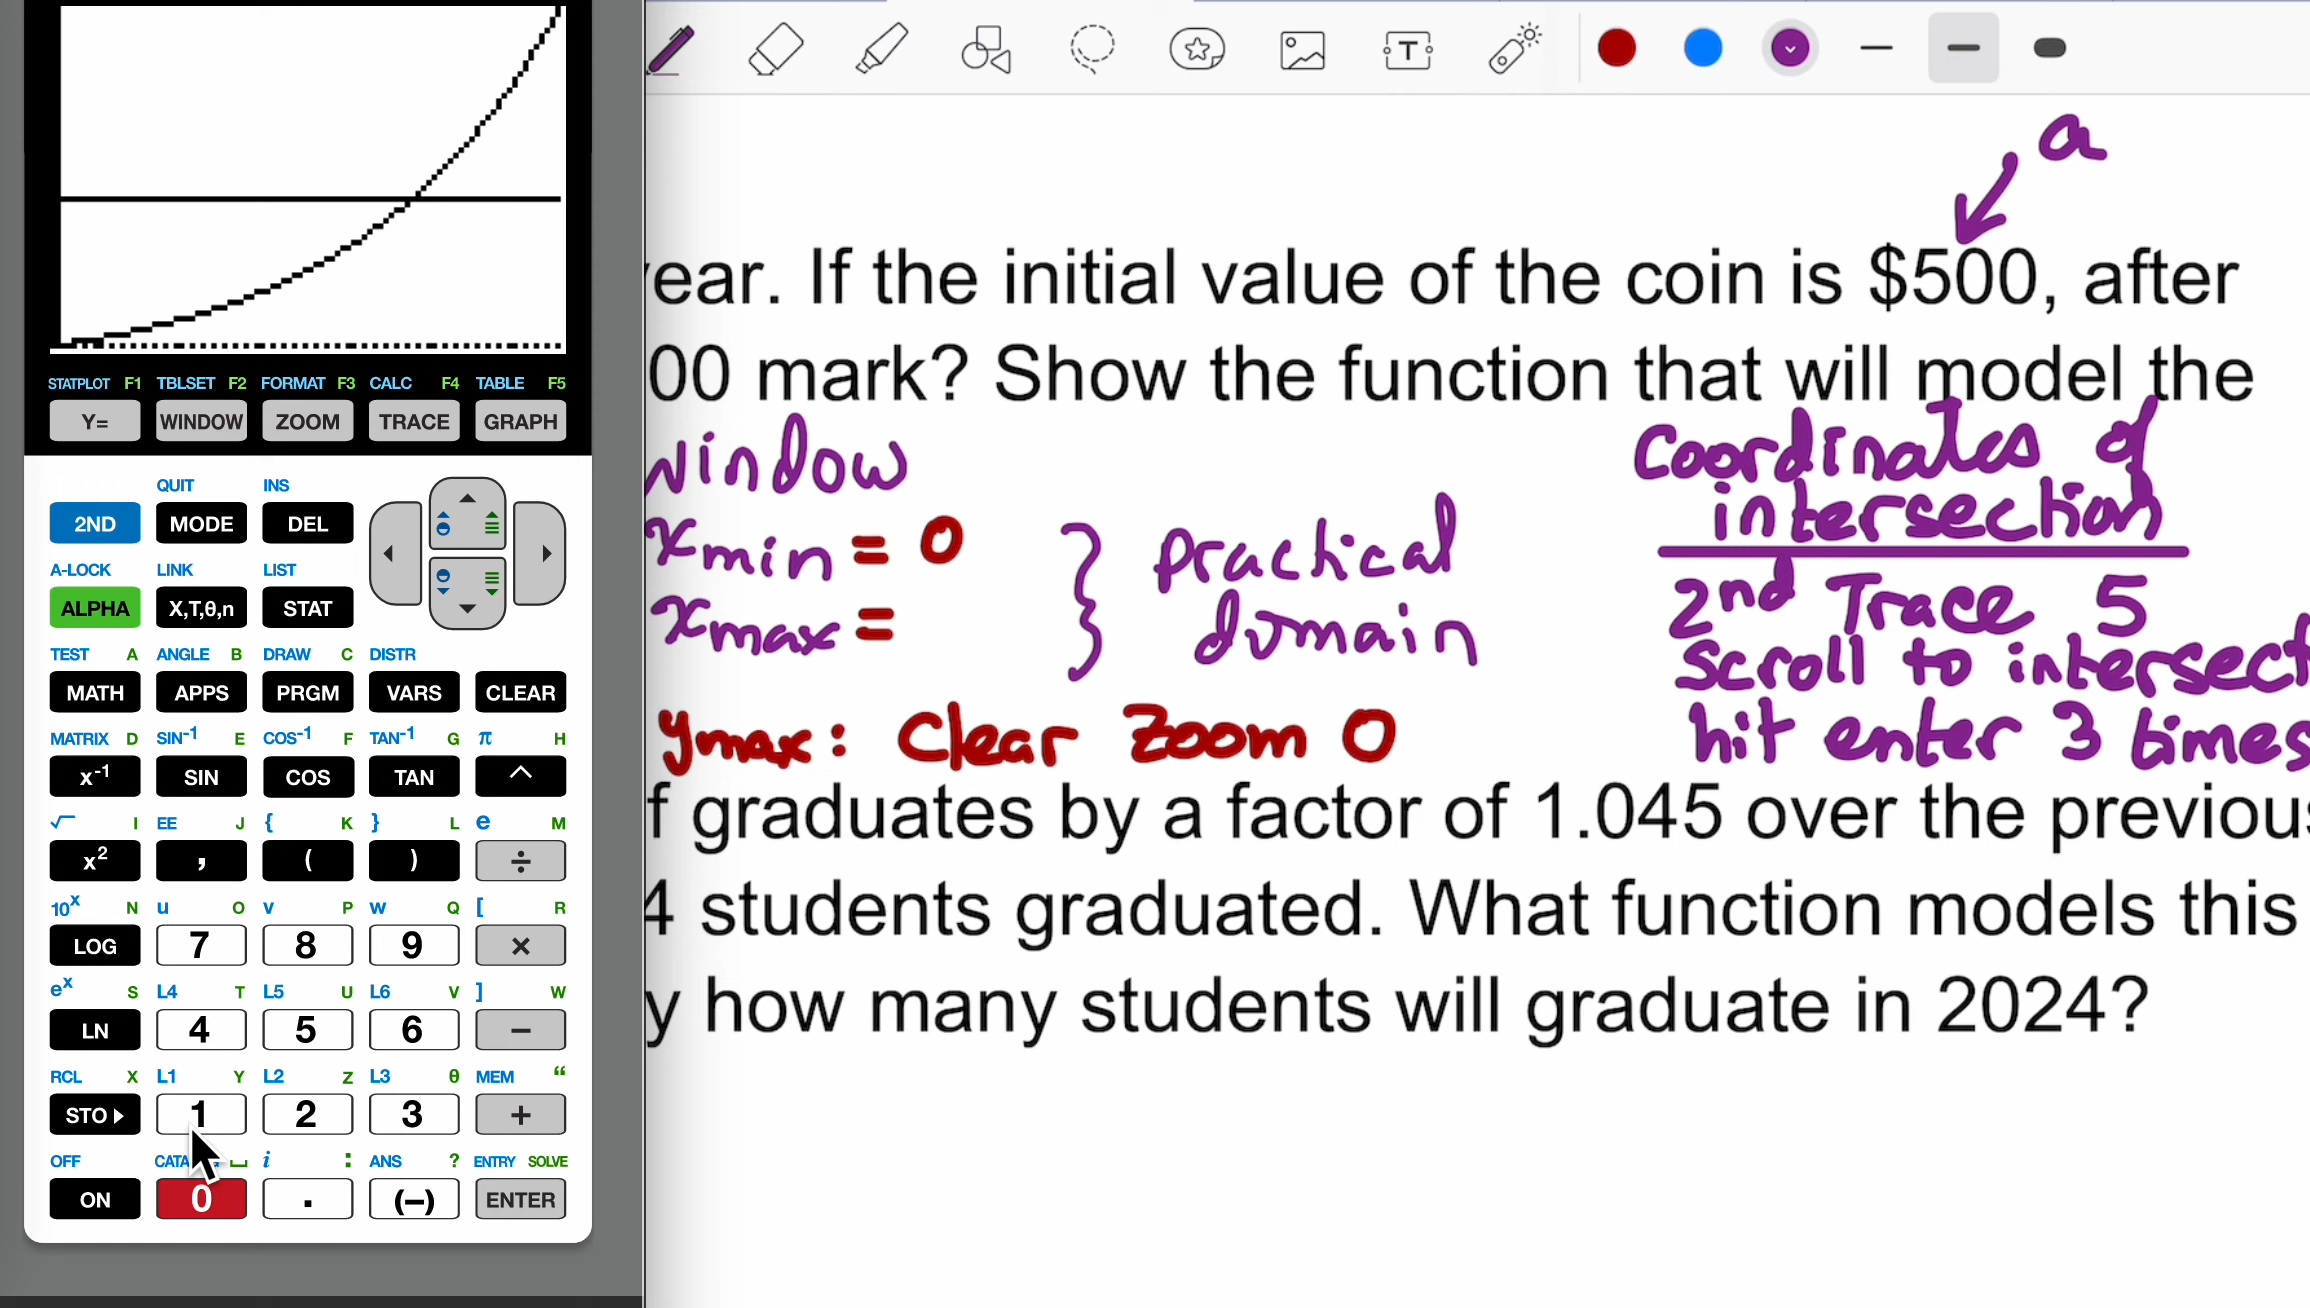 STATPLOT F1 TBLSET F2 FORMAT F3 CALC F4 TABLE F5
Y= WINDOW ZOOM TRACE GRAPH
QUIT INS
2ND MODE DEL
A-LOCK LINK LIST
ALPHA X,T,θ,n STAT
TEST A ANGLE B DRAW C DISTR
MATH APPS PRGM VARS CLEAR
MATRIX D SIN⁻¹ E COS⁻¹ F TAN⁻¹ G π H
x⁻¹ SIN COS TAN ^
√ I EE J { K } L e M
x² , ( ) ÷
10ˣ N u O v P w Q [ R
LOG 7 8 9 ×
eˣ S L4 T L5 U L6 V ] W
LN 4 5 6 −
RCL X L1 Y L2 Z L3 θ MEM “
STO▸ 1 2 3 +
OFF i : ANS ? ENTRY SOLVE
ON 0 . (−) ENTER
T
a
year. If the initial value of the coin is $500, after
00 mark? Show the function that will model the
window
xmin = 0
xmax =
} practical
domain
ymax: Clear Zoom 0
Coordinates of
intersection
2nd Trace 5
scroll to intersect
hit enter 3 times
f graduates by a factor of 1.045 over the previous
4 students graduated. What function models this
y how many students will graduate in 2024?